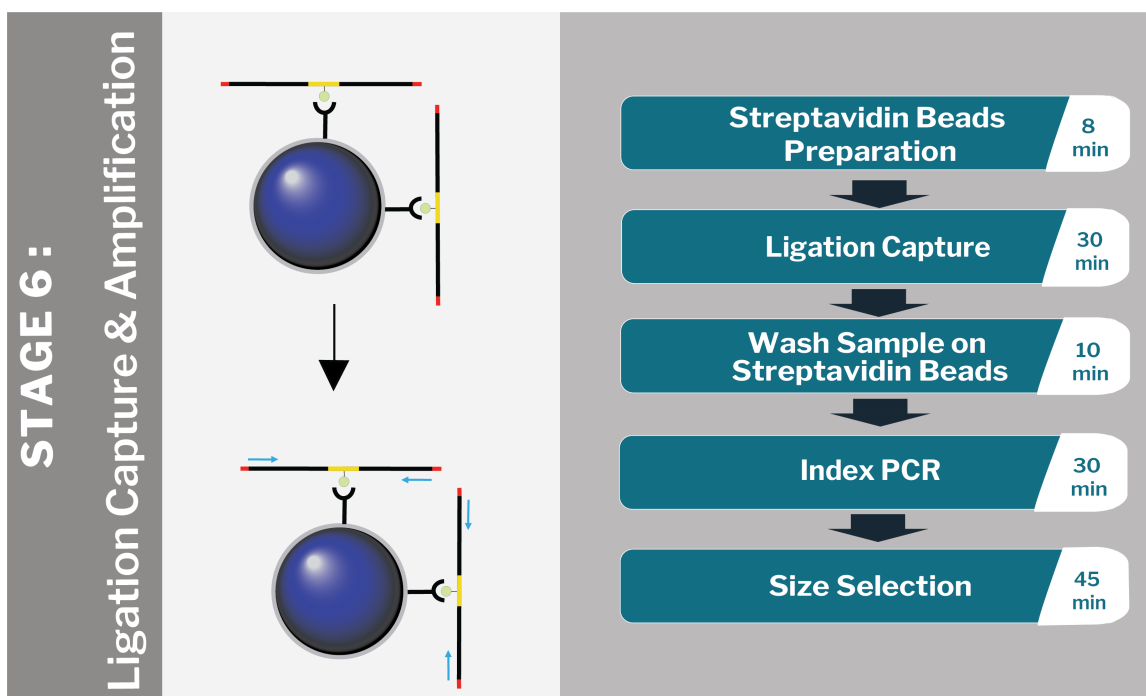 STAGE 6:
Ligation Capture & Amplification
Streptavidin Beads
Preparation
8
min
Ligation Capture
30
min
Wash Sample on
Streptavidin Beads
10
min
Index PCR
30
min
Size Selection
45
min